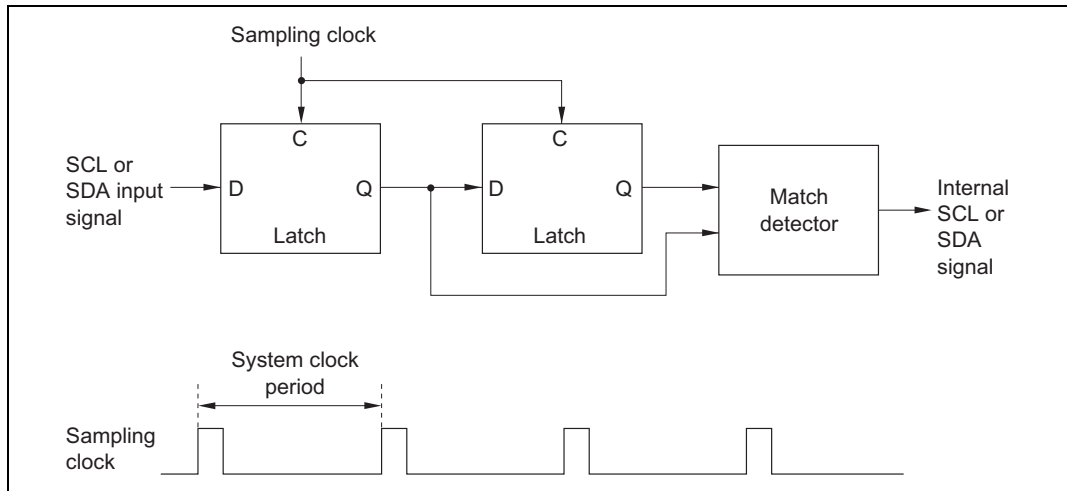 Sampling clock
SCL or
SDA input
signal
D
C
Q
Latch
D
C
Q
Latch
Match
detector
Internal
SCL or
SDA
signal
System clock
period
Sampling
clock